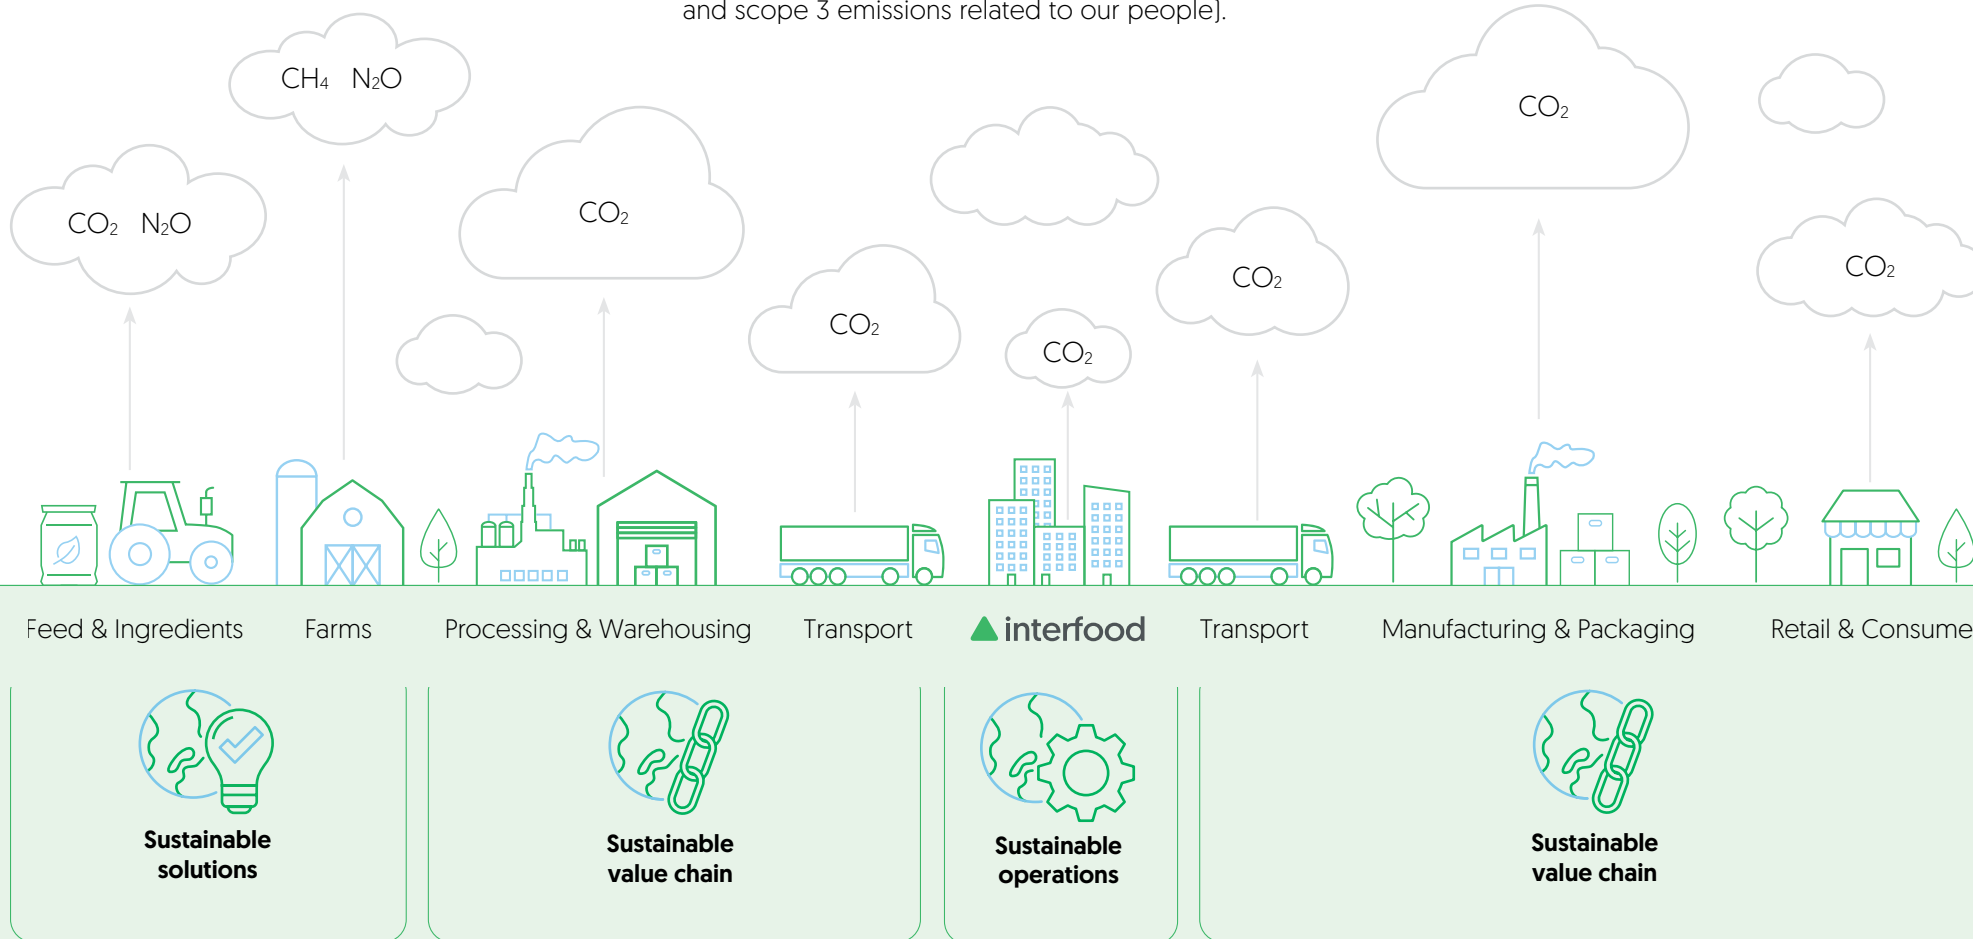 and scope 3 emissions related to our people).
CH₄ N₂O
CO₂
CO₂ N₂O
CO₂
CO₂
CO₂
CO₂
CO₂
CO₂
Feed & Ingredients
Farms
Processing & Warehousing
Transport
interfood
Transport
Manufacturing & Packaging
Retail & Consume
Sustainable
solutions
Sustainable
value chain
Sustainable
operations
Sustainable
value chain